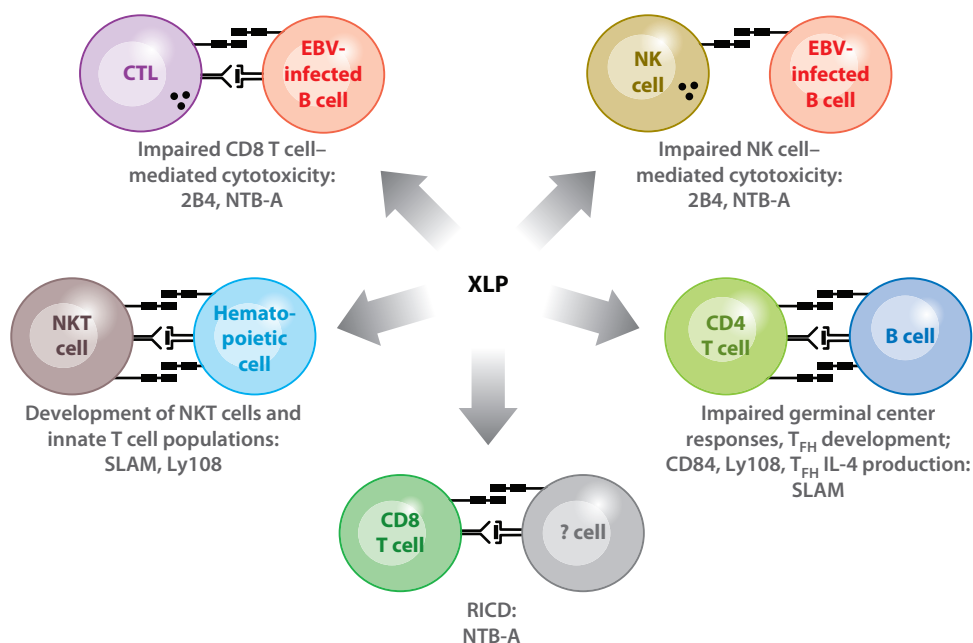 CTL
EBV-
infected
B cell
Impaired CD8 T cell–
mediated cytotoxicity:
2B4, NTB-A
NK
cell
EBV-
infected
B cell
Impaired NK cell–
mediated cytotoxicity:
2B4, NTB-A
XLP
NKT
cell
Hemato-
poietic
cell
Development of NKT cells and
innate T cell populations:
SLAM, Ly108
CD4
T cell
B cell
Impaired germinal center
responses, T_FH development;
CD84, Ly108, T_FH IL-4 production:
SLAM
CD8
T cell
? cell
RICD:
NTB-A